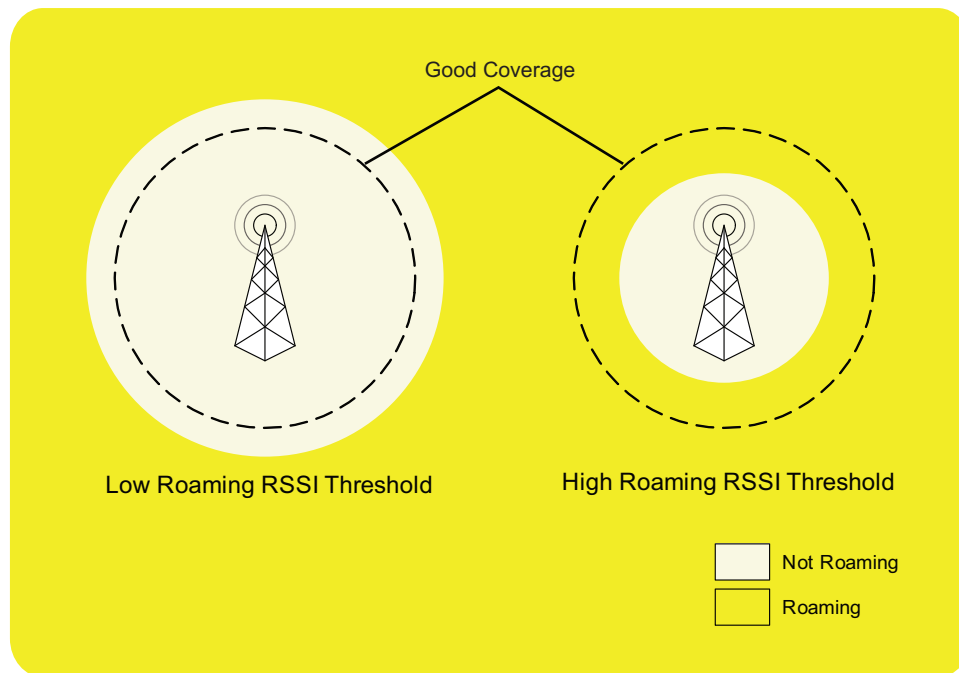 Good Coverage
Low Roaming RSSI Threshold
High Roaming RSSI Threshold
Not Roaming
Roaming